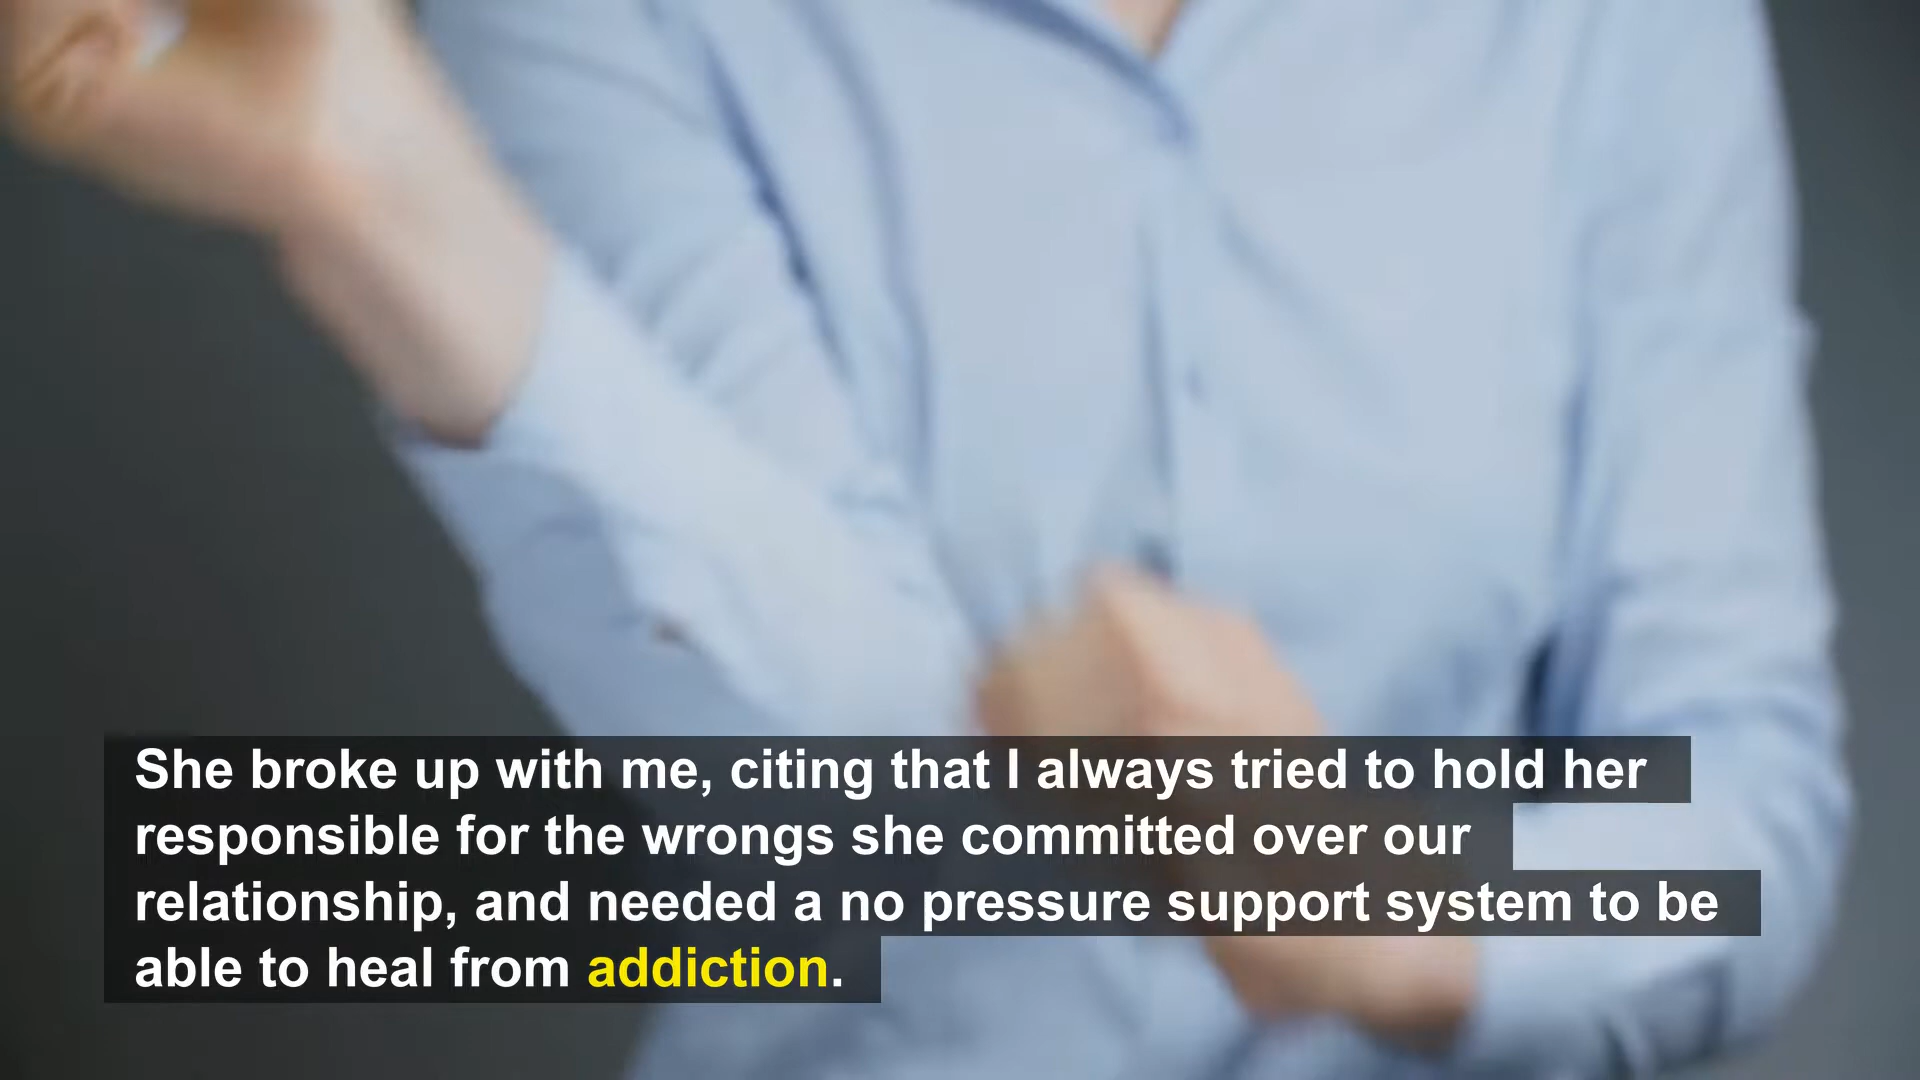 She broke up with me, citing that I always tried to hold her
responsible for the wrongs she committed over our
relationship, and needed a no pressure support system to be
able to heal from addiction.